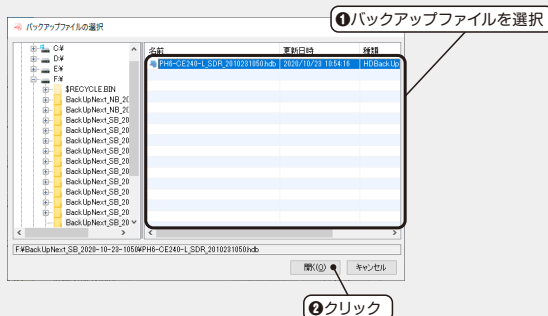 ❶バックアップファイルを選択
バックアップファイルの選択
C¥
D¥
E¥
F¥
$RECYCLE.BIN
BackUpNext_NB_20
BackUpNext_NB_20
BackUpNext_SB_20
BackUpNext_SB_20
BackUpNext_SB_20
BackUpNext_SB_20
BackUpNext_SB_20
BackUpNext_SB_20
BackUpNext_SB_20
BackUpNext_SB_20
BackUpNext_SB_20
名前 更新日時 種類
PH6-CE240-L_SDR_2010231050.hdb 2020/10/23 10:54:16 HDBackUp
F:¥BackUpNext_SB_2020-10-23-1050¥PH6-CE240-L_SDR_2010231050.hdb
開く(O) キャンセル
❷クリック